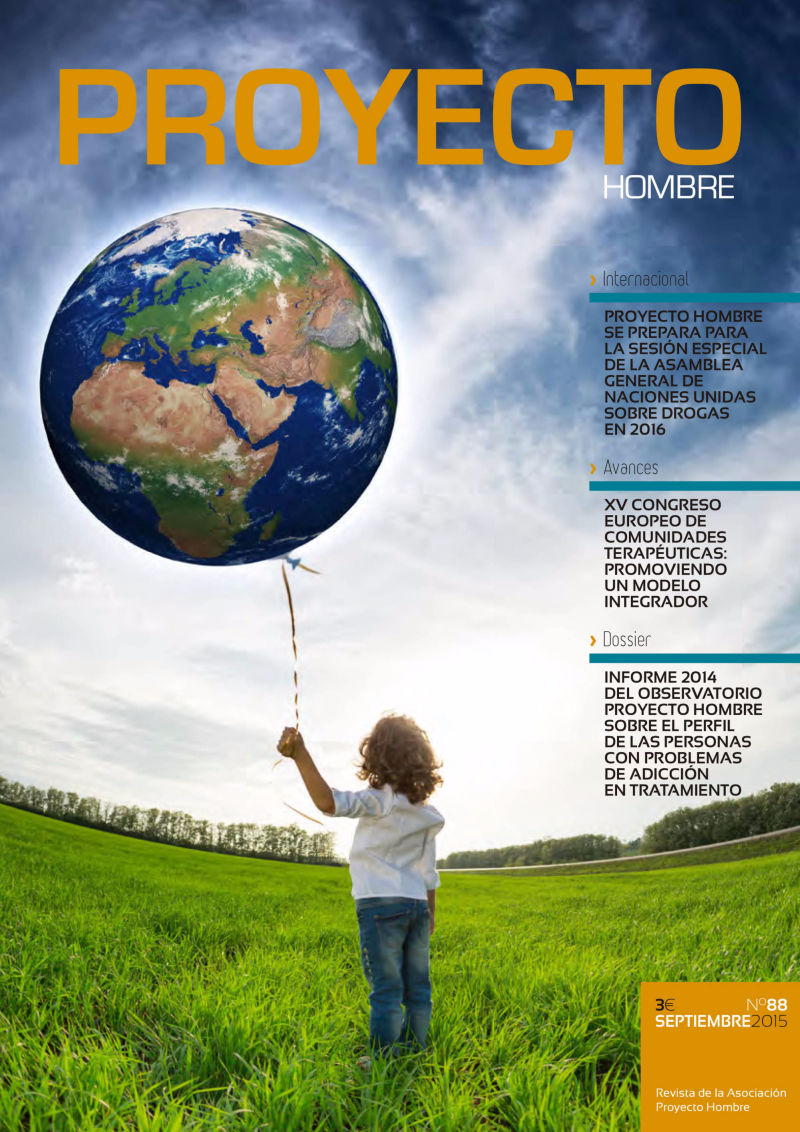 PROYECTO
HOMBRE
› Internacional
PROYECTO HOMBRE
SE PREPARA PARA
LA SESIÓN ESPECIAL
DE LA ASAMBLEA
GENERAL DE
NACIONES UNIDAS
SOBRE DROGAS
EN 2016
› Avances
XV CONGRESO
EUROPEO DE
COMUNIDADES
TERAPÉUTICAS:
PROMOVIENDO
UN MODELO
INTEGRADOR
› Dossier
INFORME 2014
DEL OBSERVATORIO
PROYECTO HOMBRE
SOBRE EL PERFIL
DE LAS PERSONAS
CON PROBLEMAS
DE ADICCIÓN
EN TRATAMIENTO
3€ Nº88
SEPTIEMBRE2015
Revista de la Asociación
Proyecto Hombre